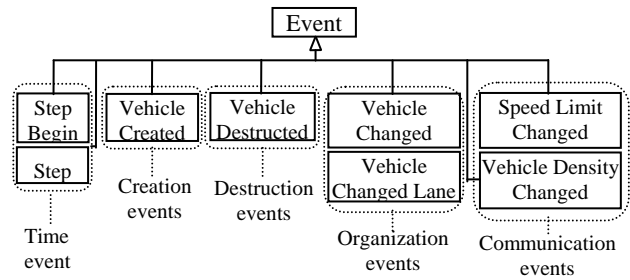 Event
Step
Begin
Vehicle
Created
Vehicle
Destructed
Vehicle
Changed
Speed Limit
Changed
Step
Vehicle
Changed Lane
Vehicle Density
Changed
Creation
events
Destruction
events
Time
event
Organization
events
Communication
events